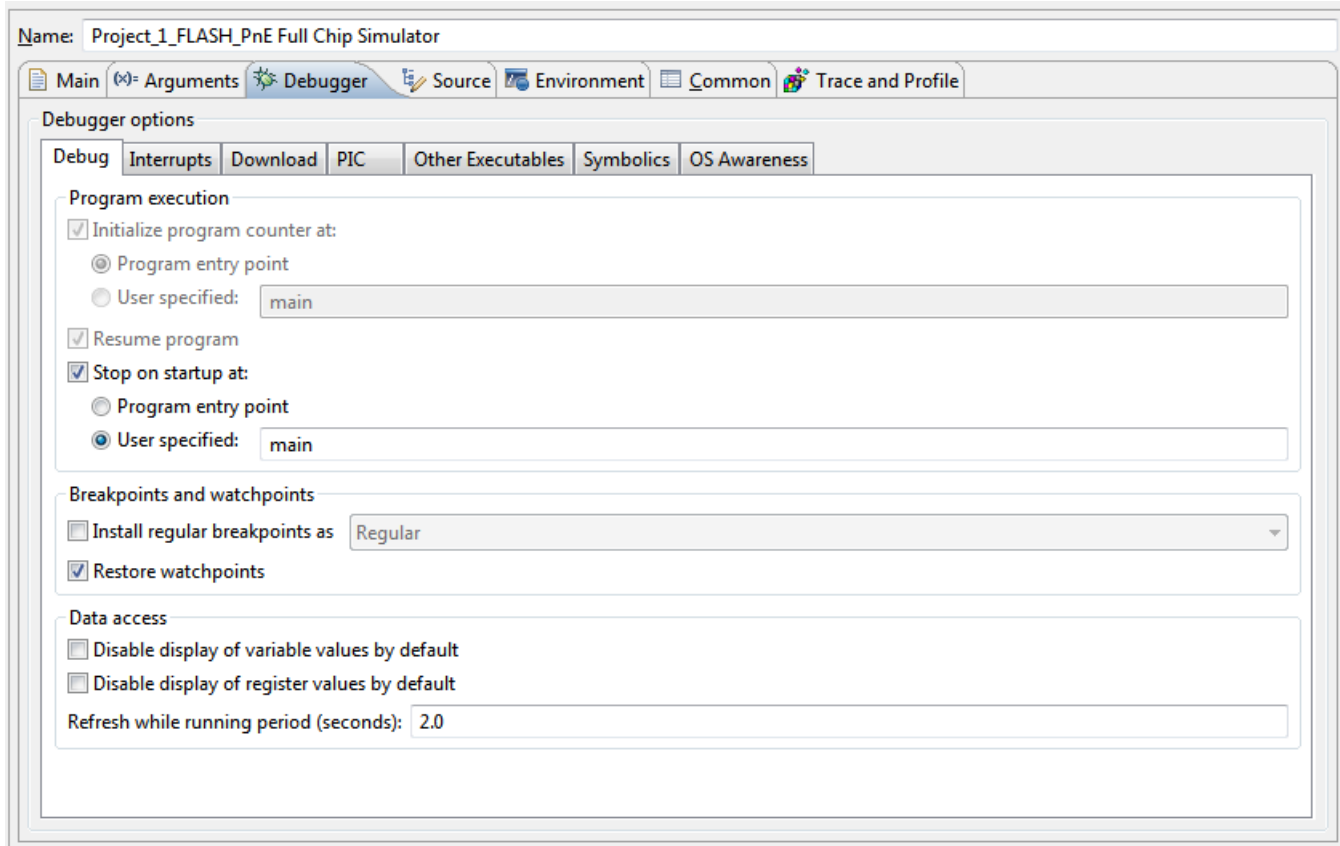 Name: Project_1_FLASH_PnE Full Chip Simulator
Main (x)= Arguments Debugger Source Environment Common Trace and Profile
Debugger options
Debug Interrupts Download PIC Other Executables Symbolics OS Awareness
Program execution
Initialize program counter at:
Program entry point
User specified: main
Resume program
Stop on startup at:
Program entry point
User specified: main
Breakpoints and watchpoints
Install regular breakpoints as Regular
Restore watchpoints
Data access
Disable display of variable values by default
Disable display of register values by default
Refresh while running period (seconds): 2.0